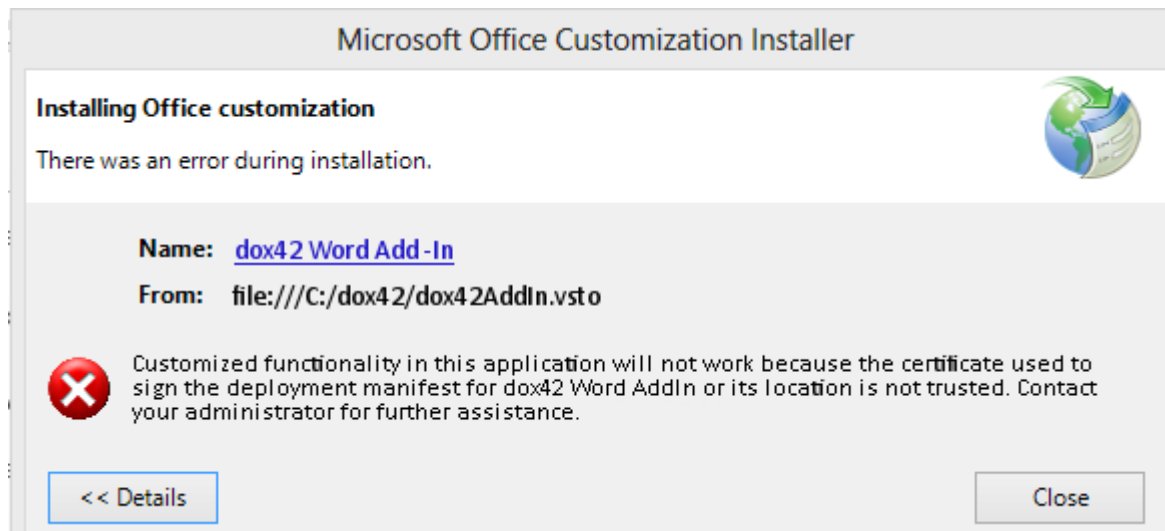 Microsoft Office Customization Installer
Installing Office customization
There was an error during installation.
Name: dox42 Word Add-In
From: file:///C:/dox42/dox42AddIn.vsto
Customized functionality in this application will not work because the certificate used to
sign the deployment manifest for dox42 Word AddIn or its location is not trusted. Contact
your administrator for further assistance.
<< Details
Close